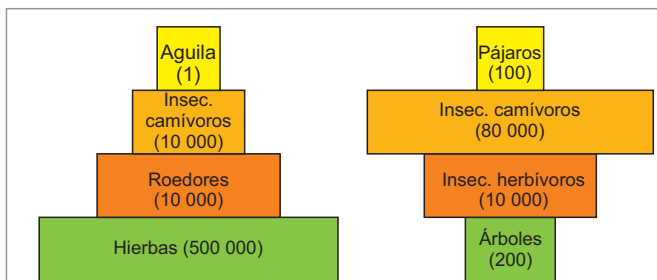 Aguila
(1)
Insec.
camívoros
(10 000)
Roedores
(10 000)
Hierbas (500 000)
Pájaros
(100)
Insec. camívoros
(80 000)
Insec. herbívoros
(10 000)
Árboles
(200)